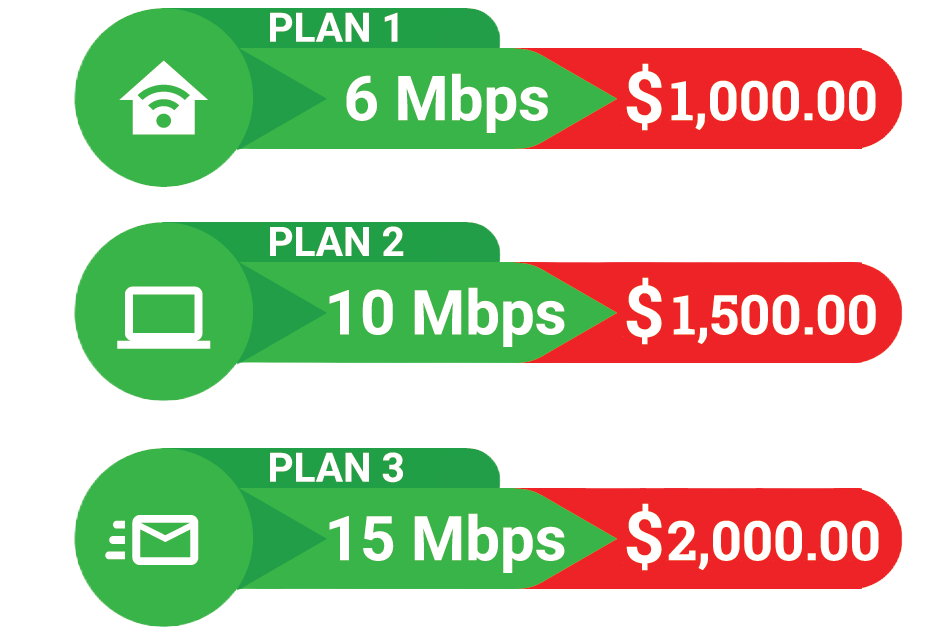 PLAN 1
6 Mbps
$1,000.00
PLAN 2
10 Mbps
$1,500.00
PLAN 3
15 Mbps
$2,000.00